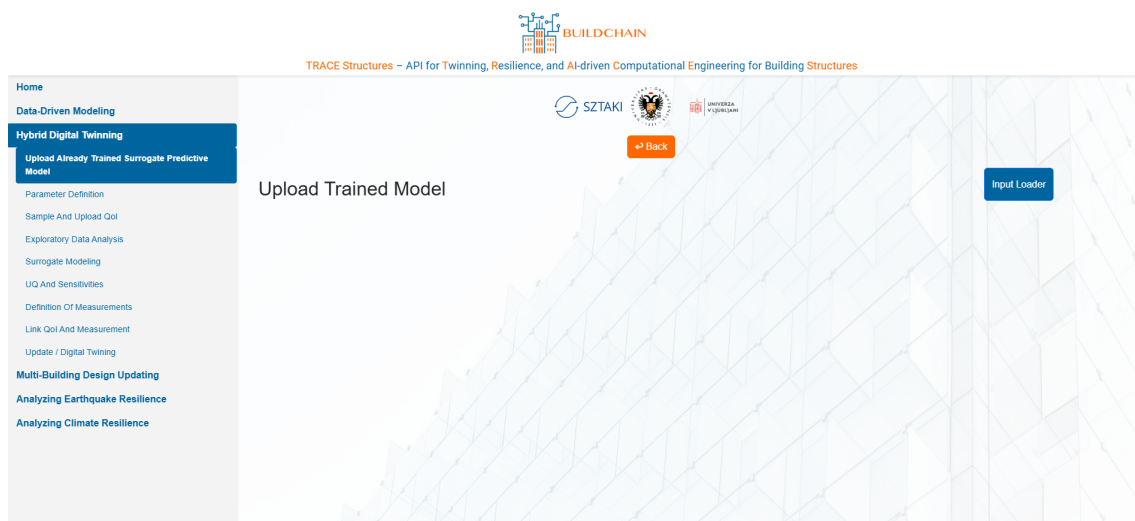 BUILDCHAIN
TRACE Structures – API for Twinning, Resilience, and AI-driven Computational Engineering for Building Structures
Home
Data-Driven Modeling
Hybrid Digital Twinning
Upload Already Trained Surrogate Predictive
Model
Parameter Definition
Sample And Upload QoI
Exploratory Data Analysis
Surrogate Modeling
UQ And Sensitivities
Definition Of Measurements
Link QoI And Measurement
Update / Digital Twining
Multi-Building Design Updating
Analyzing Earthquake Resilience
Analyzing Climate Resilience
SZTAKI
UNIVERZA
V LJUBLJANI
Back
Upload Trained Model
Input Loader